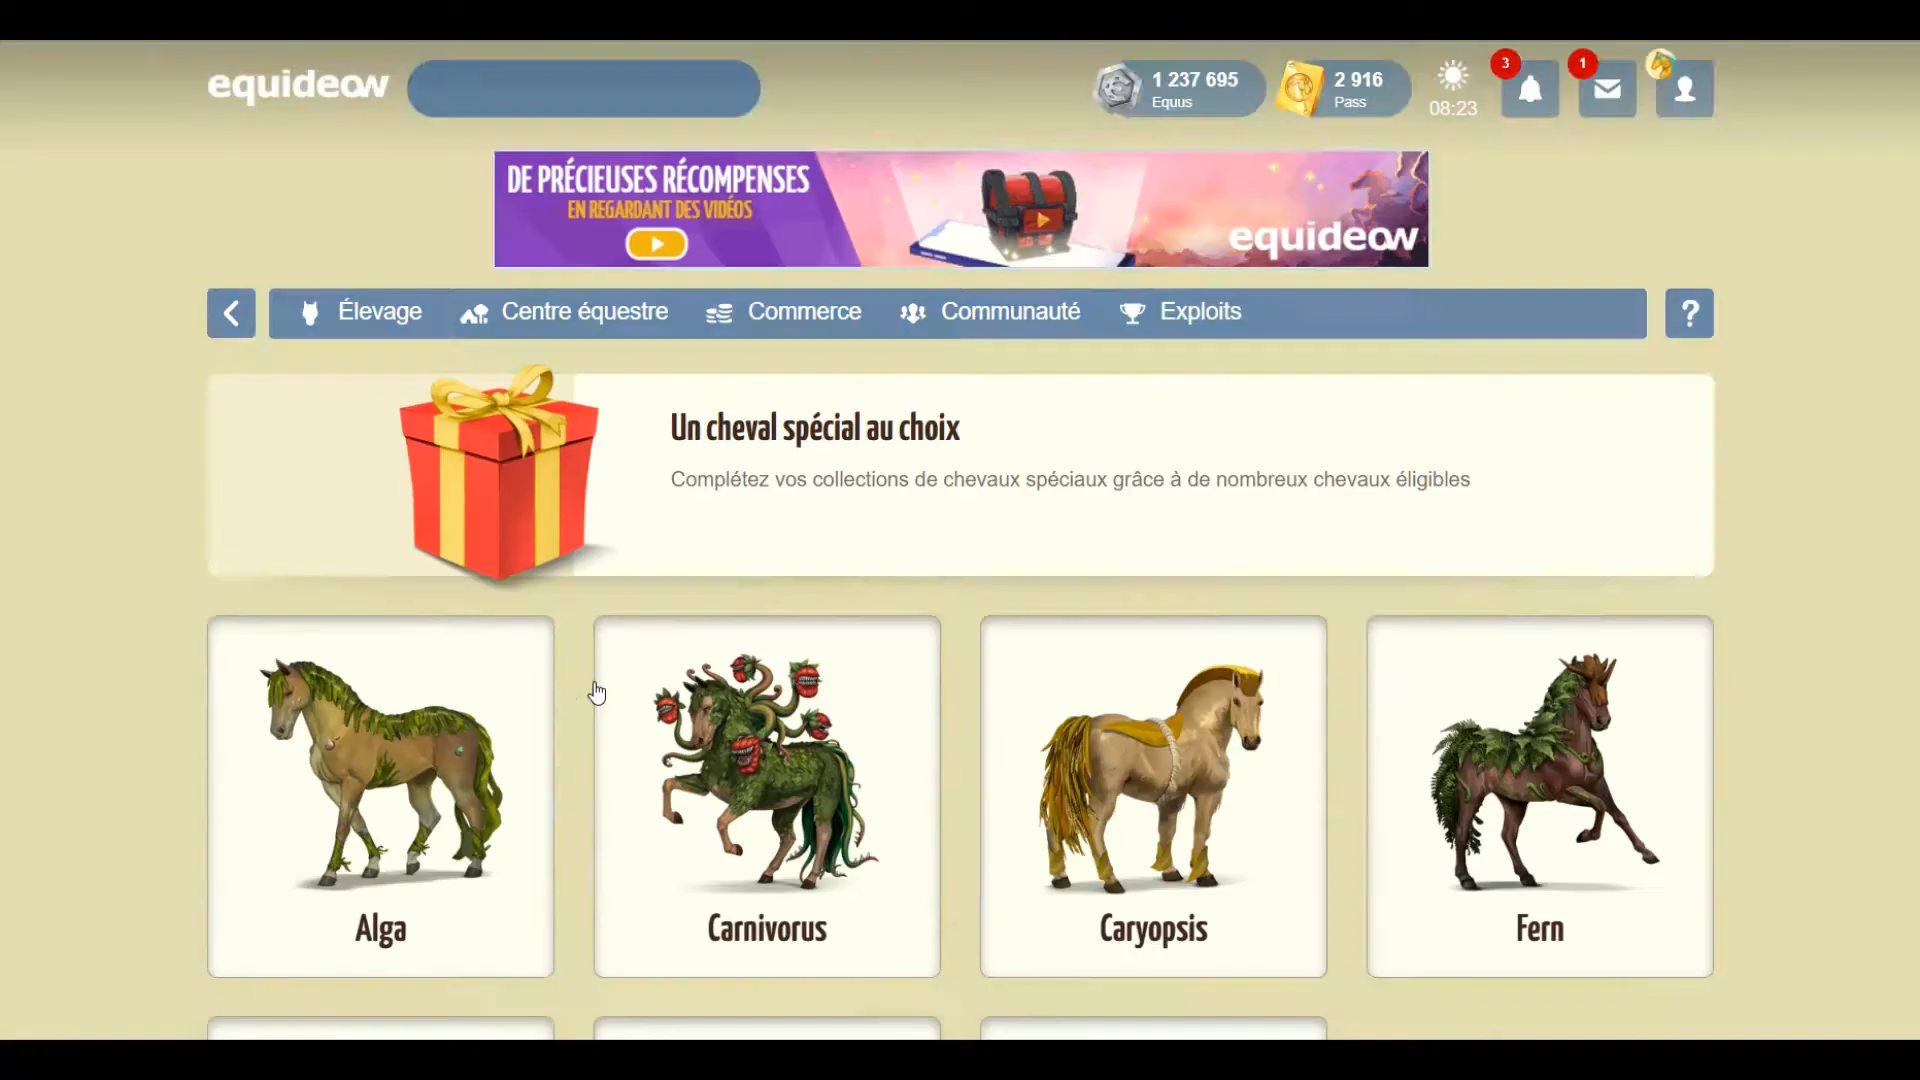 equideow
1 237 695
Equus
2 916
Pass
08:23
3
1
DE PRÉCIEUSES RÉCOMPENSES
EN REGARDANT DES VIDÉOS
equideow
Élevage
Centre équestre
Commerce
Communauté
Exploits
?
Un cheval spécial au choix
Complétez vos collections de chevaux spéciaux grâce à de nombreux chevaux éligibles
Alga
Carnivorus
Caryopsis
Fern